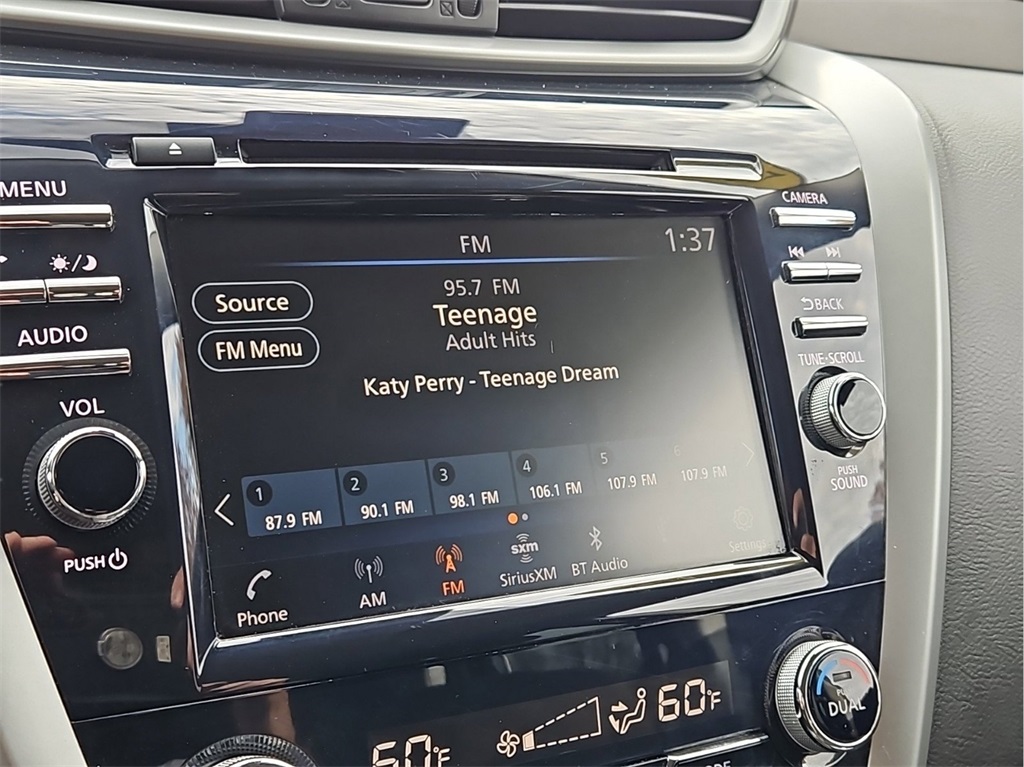 MENU
CAMERA
FM
1:37
Source
95.7 FM
Teenage
Adult Hits
FM Menu
Katy Perry - Teenage Dream
BACK
AUDIO
TUNE·SCROLL
VOL
PUSH
SOUND
1 2 3 4 5 6
87.9 FM 90.1 FM 98.1 FM 106.1 FM 107.9 FM 107.9 FM
PUSH
Phone
AM
FM
sxm
SiriusXM
BT Audio
Settings
60°F
60°F
DUAL